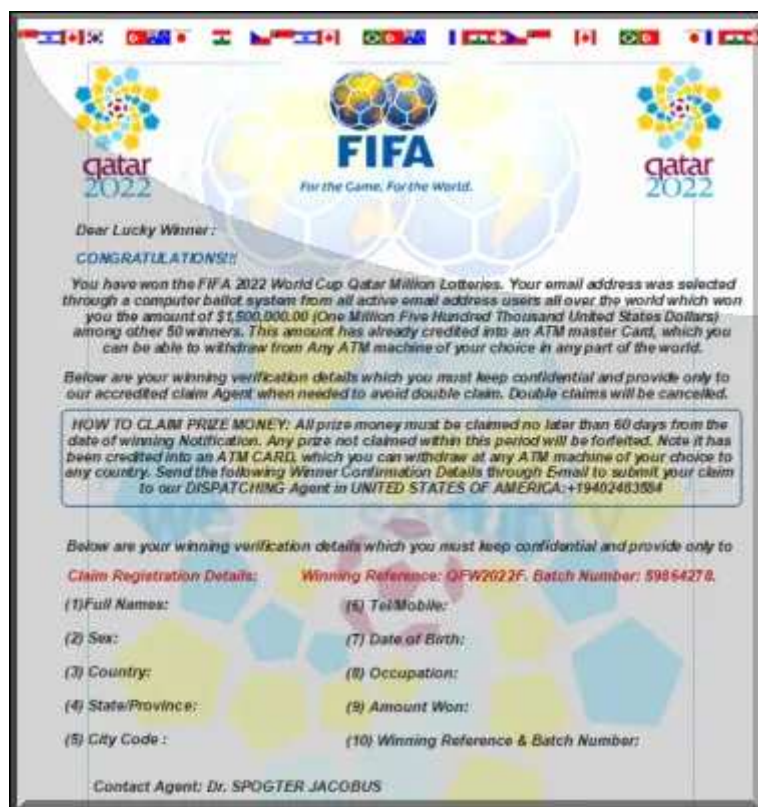 qatar
2022
FIFA
For the Game. For the World.
qatar
2022
Dear Lucky Winner:
CONGRATULATIONS!!!
You have won the FIFA 2022 World Cup Qatar Million Lotteries. Your email address was selected
through a computer ballot system from all active email address users all over the world which won
you the amount of $1,500,000.00 (One Million Five Hundred Thousand United States Dollars)
among other 50 winners. This amount has already credited into an ATM master Card, which you
can be able to withdraw from Any ATM machine of your choice in any part of the world.
Below are your winning verification details which you must keep confidential and provide only to
our accredited claim Agent when needed to avoid double claim. Double claims will be cancelled.
HOW TO CLAIM PRIZE MONEY: All prize money must be claimed no later than 60 days from the
date of winning Notification. Any prize not claimed within this period will be forfeited. Note it has
been credited into an ATM CARD, which you can withdraw at any ATM machine of your choice to
any country. Send the following Winner Confirmation Details through E-mail to submit your claim
to our DISPATCHING Agent in UNITED STATES OF AMERICA:+19402483584
we security
Below are your winning verification details which you must keep confidential and provide only to
Claim Registration Details: Winning Reference: QFW2022F. Batch Number: 59864278.
(1)Full Names: (6) Tel/Mobile:
(2) Sex: (7) Date of Birth:
(3) Country: (8) Occupation:
(4) State/Province: (9) Amount Won:
(5) City Code : (10) Winning Reference & Batch Number:
Contact Agent: Dr. SPOGTER JACOBUS